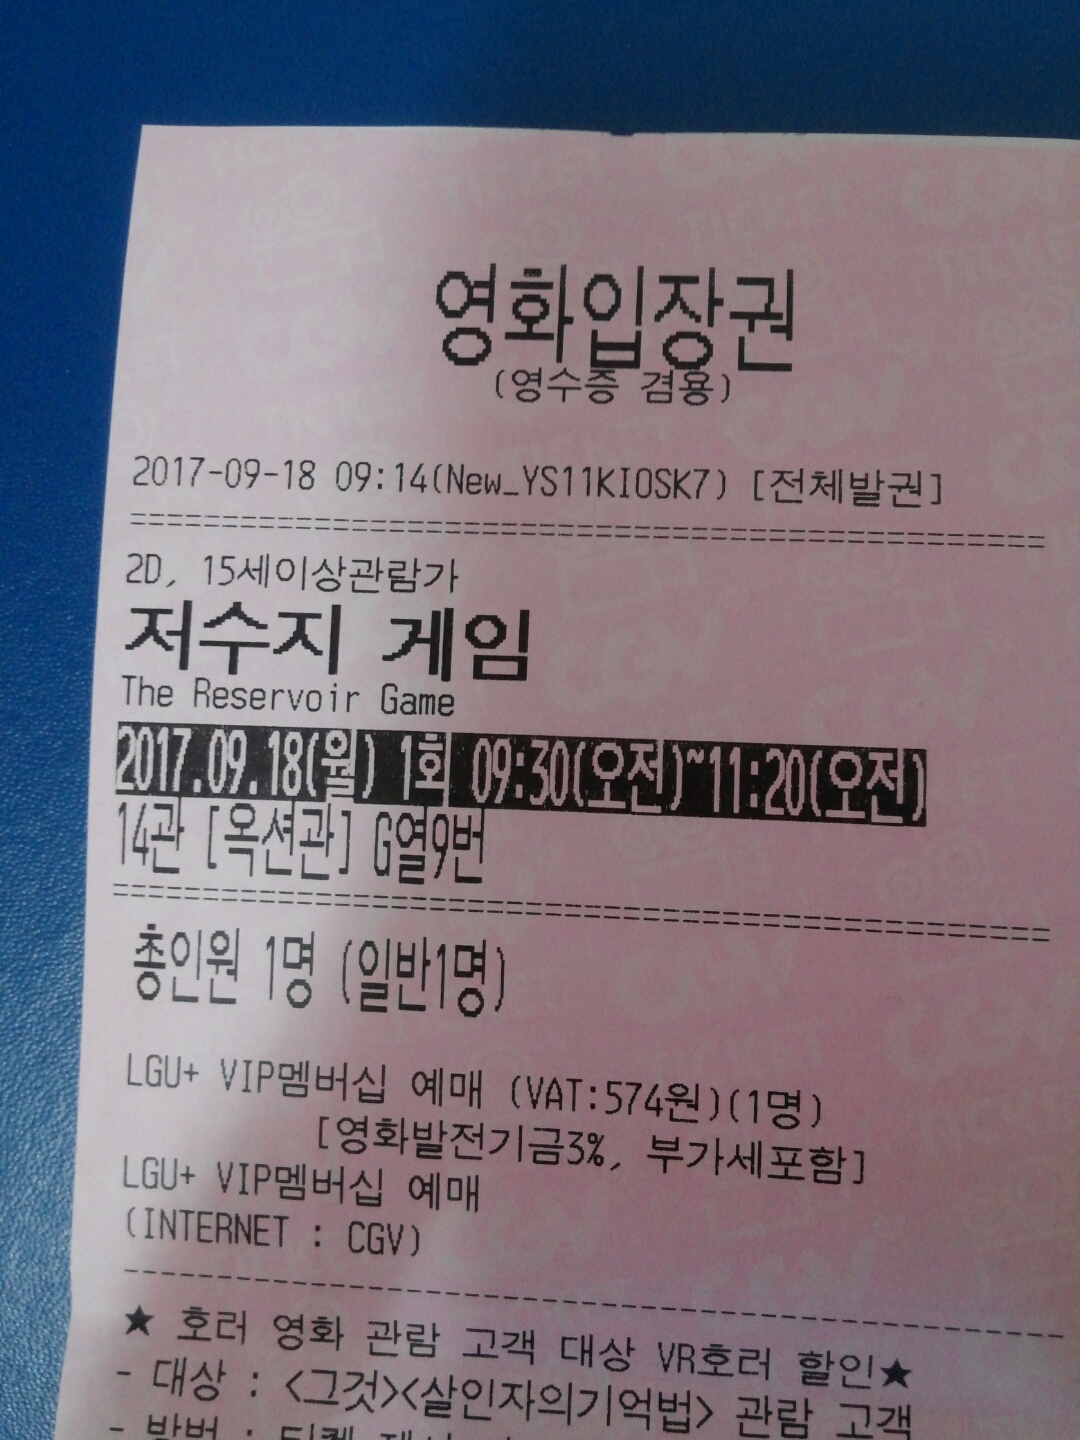 영화입장권
(영수증 겸용)
2017-09-18 09:14(New_YS11KIOSK7) [전체발권]
2D, 15세이상관람가
저수지 게임
The Reservoir Game
2017.09.18(월) 1회 09:30(오전)~11:20(오전)
14관 [옥션관] G열9번
총인원 1명 (일반1명)
LGU+ VIP멤버십 예매 (VAT:574원)(1명)
[영화발전기금3%, 부가세포함]
LGU+ VIP멤버십 예매
(INTERNET : CGV)
★ 호러 영화 관람 고객 대상 VR호러 할인★
- 대상 : <그것><살인자의기억법> 관람 고객
- 방법 : 티켓